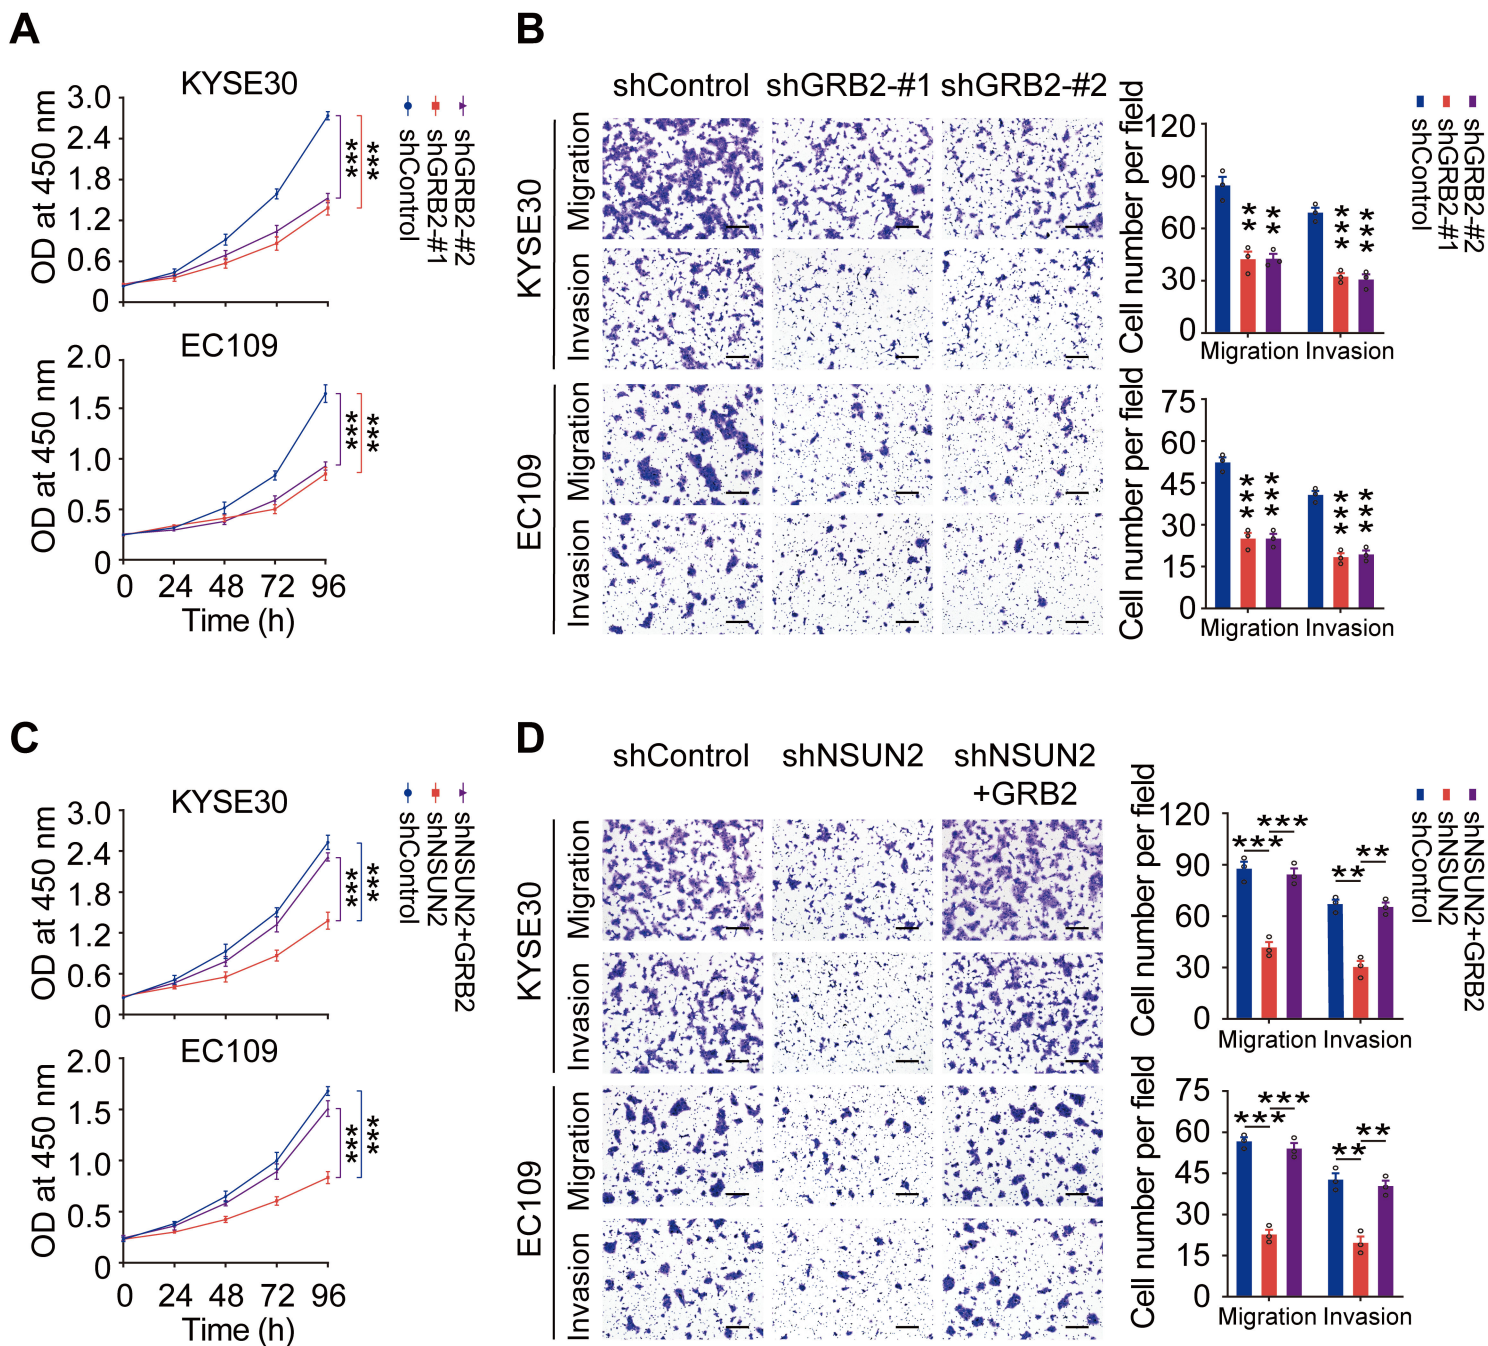 A
KYSE30
OD at 450 nm
3.0
2.4
1.8
1.2
0.6
0
***
***
shControl
shGRB2-#1
shGRB2-#2
EC109
OD at 450 nm
2.0
1.5
1.0
0.5
0
***
***
0 24 48 72 96
Time (h)
B
shControl shGRB2-#1 shGRB2-#2
KYSE30
Migration
Invasion
EC109
Migration
Invasion
Cell number per field
120
90
60
30
0
** ** *** ***
Migration Invasion
shControl
shGRB2-#1
shGRB2-#2
Cell number per field
75
60
45
30
15
0
*** *** *** ***
Migration Invasion
C
KYSE30
OD at 450 nm
3.0
2.4
1.8
1.2
0.6
0
***
***
shControl
shNSUN2
shNSUN2+GRB2
EC109
OD at 450 nm
2.0
1.5
1.0
0.5
0
***
***
0 24 48 72 96
Time (h)
D
shControl shNSUN2 shNSUN2
+GRB2
KYSE30
Migration
Invasion
EC109
Migration
Invasion
Cell number per field
120
90
60
30
0
*** *** ** **
Migration Invasion
shControl
shNSUN2
shNSUN2+GRB2
Cell number per field
75
60
45
30
15
0
*** *** ** **
Migration Invasion